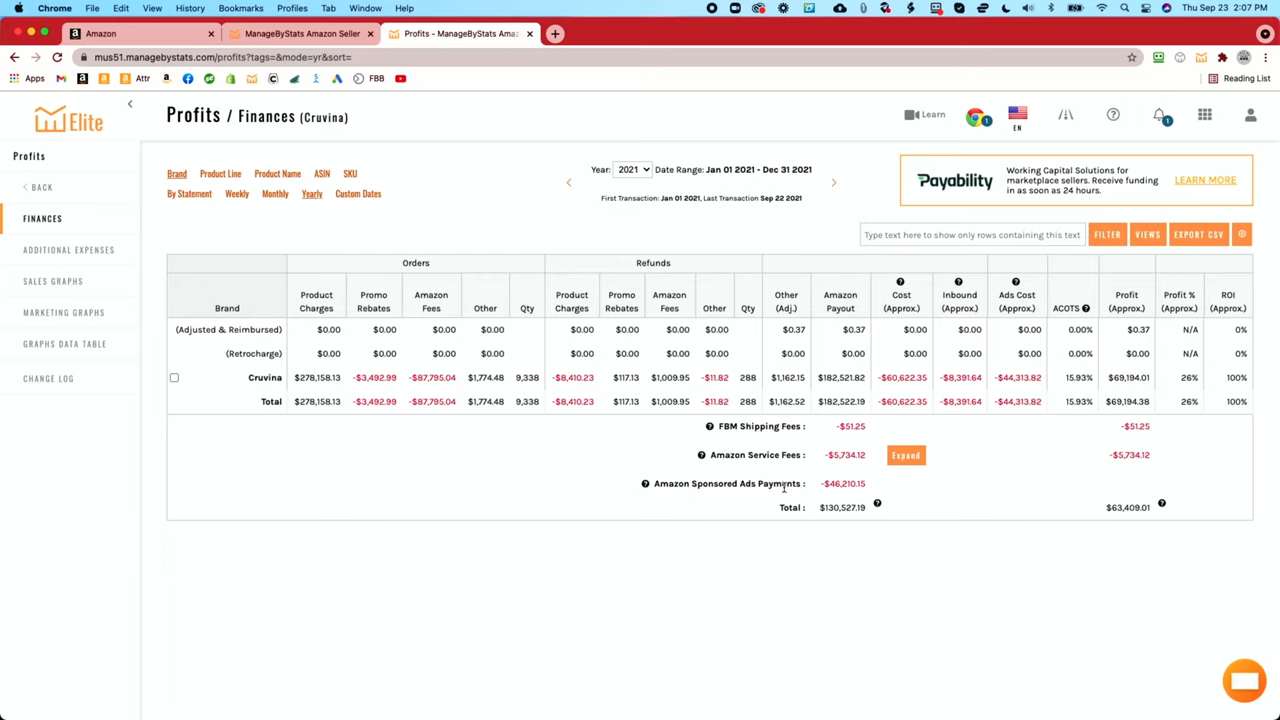 Chrome File Edit View History Bookmarks Profiles Tab Window Help Thu Sep 23 2:07 PM
Amazon
ManageByStats Amazon Seller
Profits - ManageByStats Amaz
mus51.managebystats.com/profits?tags=&mode=yr&sort=
Apps Attr FBB Reading List
Elite
Profits / Finances (Cruvina)
Learn
1
EN
1
Profits
BACK
FINANCES
ADDITIONAL EXPENSES
SALES GRAPHS
MARKETING GRAPHS
GRAPHS DATA TABLE
CHANGE LOG
Brand Product Line Product Name ASIN SKU
By Statement Weekly Monthly Yearly Custom Dates
Year: 2021 Date Range: Jan 01 2021 - Dec 31 2021
First Transaction: Jan 01 2021, Last Transaction Sep 22 2021
Payability
Working Capital Solutions for
marketplace sellers. Receive funding
in as soon as 24 hours.
LEARN MORE
Type text here to show only rows containing this text FILTER VIEWS EXPORT CSV
Orders Refunds
Brand Product Charges Promo Rebates Amazon Fees Other Qty Product Charges Promo Rebates Amazon Fees Other Qty Other (Adj.) Amazon Payout Cost (Approx.) Inbound (Approx.) Ads Cost (Approx.) ACOTS Profit (Approx.) Profit % (Approx.) ROI (Approx.)
(Adjusted & Reimbursed) $0.00 $0.00 $0.00 $0.00 $0.00 $0.00 $0.00 $0.00 $0.37 $0.37 $0.00 $0.00 $0.00 0.00% $0.37 N/A 0%
(Retrocharge) $0.00 $0.00 $0.00 $0.00 $0.00 $0.00 $0.00 $0.00 $0.00 $0.00 $0.00 $0.00 $0.00 0.00% $0.00 N/A 0%
Cruvina $278,158.13 -$3,492.99 -$87,795.04 $1,774.48 9,338 -$8,410.23 $117.13 $1,009.95 -$11.82 288 $1,162.15 $182,521.82 -$60,622.35 -$8,391.64 -$44,313.82 15.93% $69,194.01 26% 100%
Total $278,158.13 -$3,492.99 -$87,795.04 $1,774.48 9,338 -$8,410.23 $117.13 $1,009.95 -$11.82 288 $1,162.52 $182,522.19 -$60,622.35 -$8,391.64 -$44,313.82 15.93% $69,194.38 26% 100%
FBM Shipping Fees : -$51.25 -$51.25
Amazon Service Fees : -$5,734.12 Expand -$5,734.12
Amazon Sponsored Ads Payments : -$46,210.15
Total : $130,527.19 $63,409.01